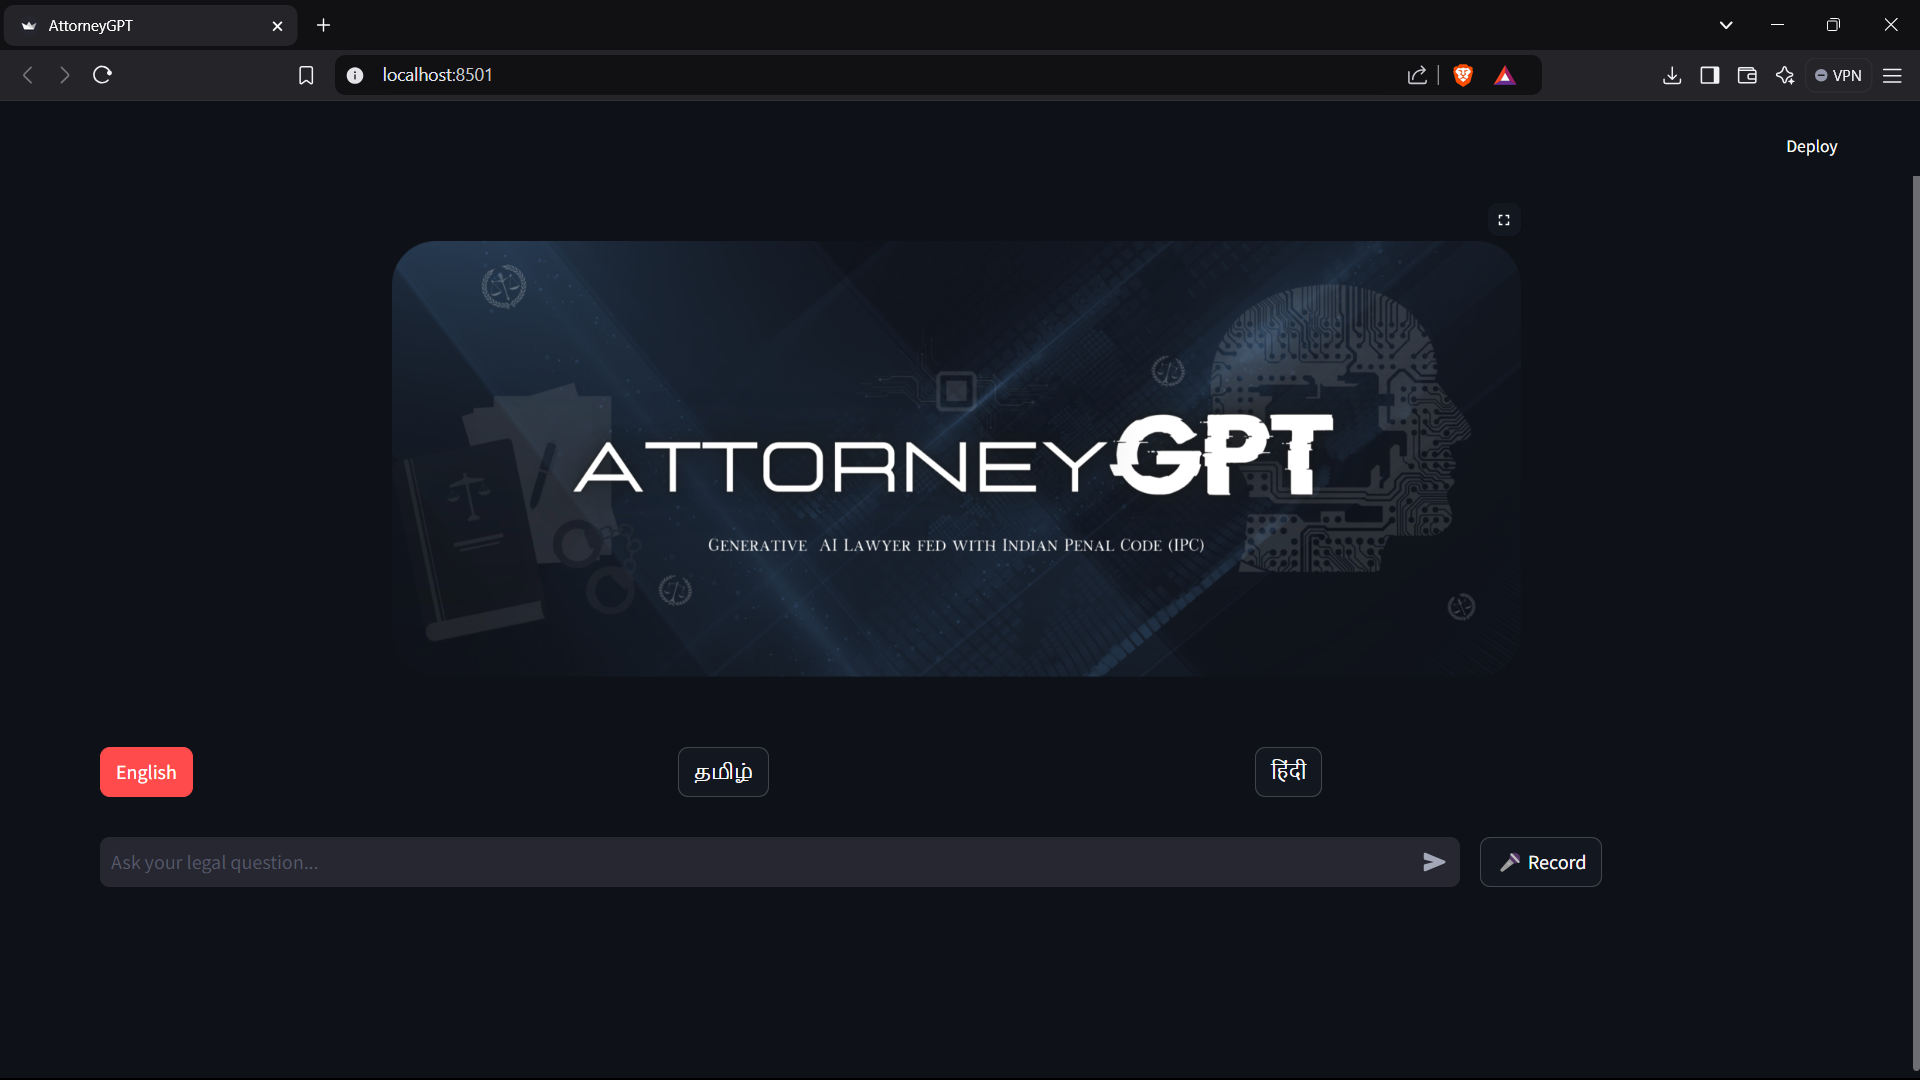 AttorneyGPT
localhost:8501
VPN
Deploy
ATTORNEYGPT
GENERATIVE AI LAWYER FED WITH INDIAN PENAL CODE (IPC)
English
தமிழ்
हिंदी
Ask your legal question...
Record